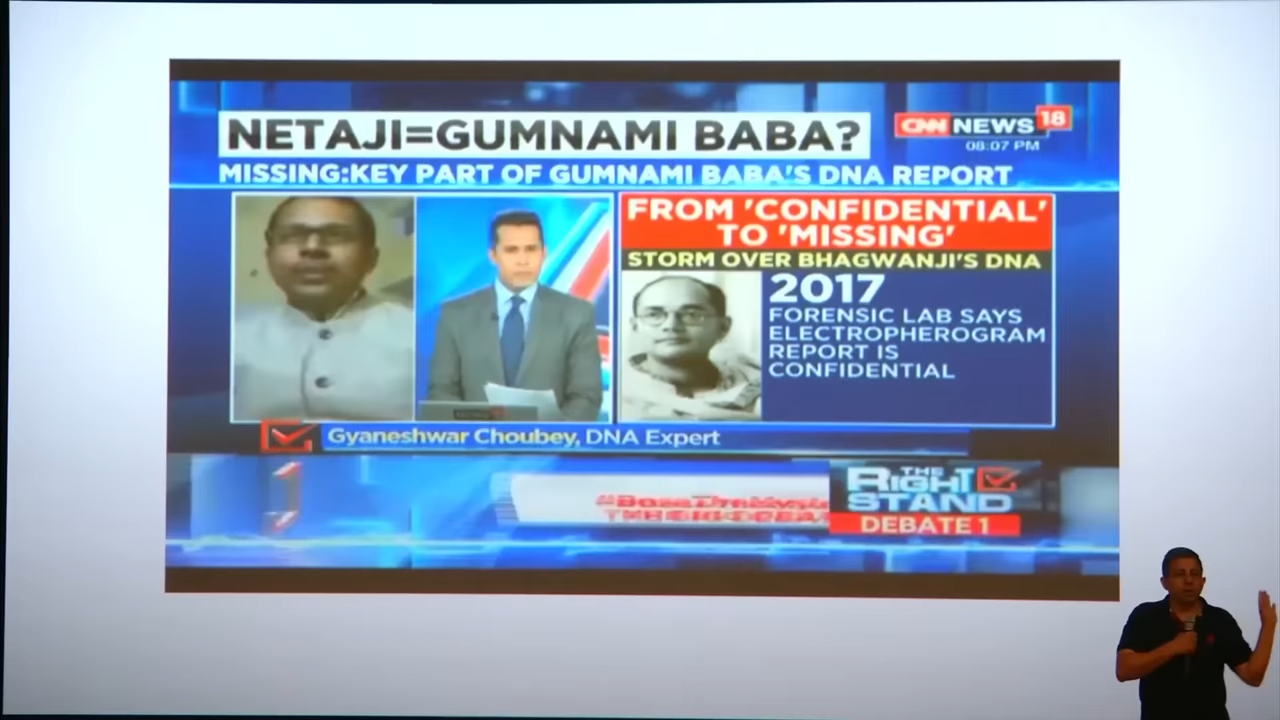 NETAJI=GUMNAMI BABA?
CNN NEWS 18
08:07 PM
MISSING:KEY PART OF GUMNAMI BABA'S DNA REPORT
FROM 'CONFIDENTIAL'
TO 'MISSING'
STORM OVER BHAGWANJI'S DNA
2017
FORENSIC LAB SAYS
ELECTROPHEROGRAM
REPORT IS
CONFIDENTIAL
Gyaneshwar Choubey, DNA Expert
THE
RIGHT
STAND
DEBATE 1